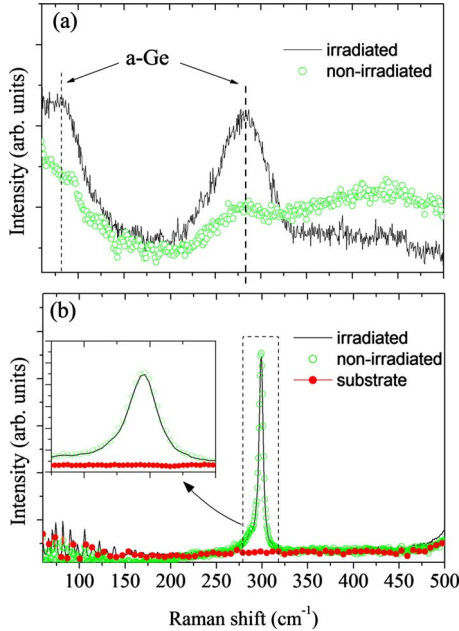 (a)
irradiated
a-Ge
non-irradiated
Intensity (arb. units)
(b)
irradiated
non-irradiated
substrate
Intensity (arb. units)
100 150 200 250 300 350 400 450 500
Raman shift (cm⁻¹)